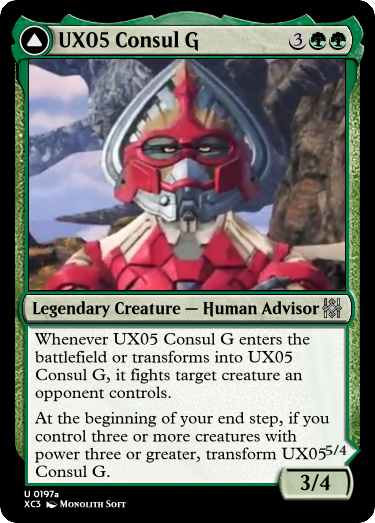 UX05 Consul G 3
Legendary Creature — Human Advisor
Whenever UX05 Consul G enters the
battlefield or transforms into UX05
Consul G, it fights target creature an
opponent controls.
At the beginning of your end step, if you
control three or more creatures with
power three or greater, transform UX05
Consul G.
5/4
3/4
U 0197a
XC3 MONOLITH SOFT